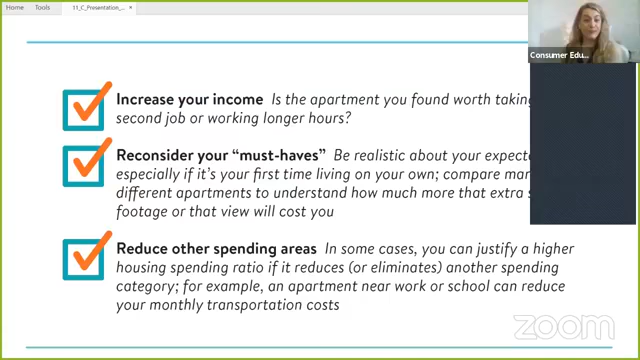 Home Tools 11_C_Presentation_... ×
Consumer Edu...
Increase your income Is the apartment you found worth taking
second job or working longer hours?
Reconsider your “must-haves” Be realistic about your expect
especially if it's your first time living on your own; compare
different apartments to understand how much more that extra
footage or that view will cost you
Reduce other spending areas In some cases, you can justify a higher
housing spending ratio if it reduces (or eliminates) another spending
category; for example, an apartment near work or school can reduce
your monthly transportation costs
zoom